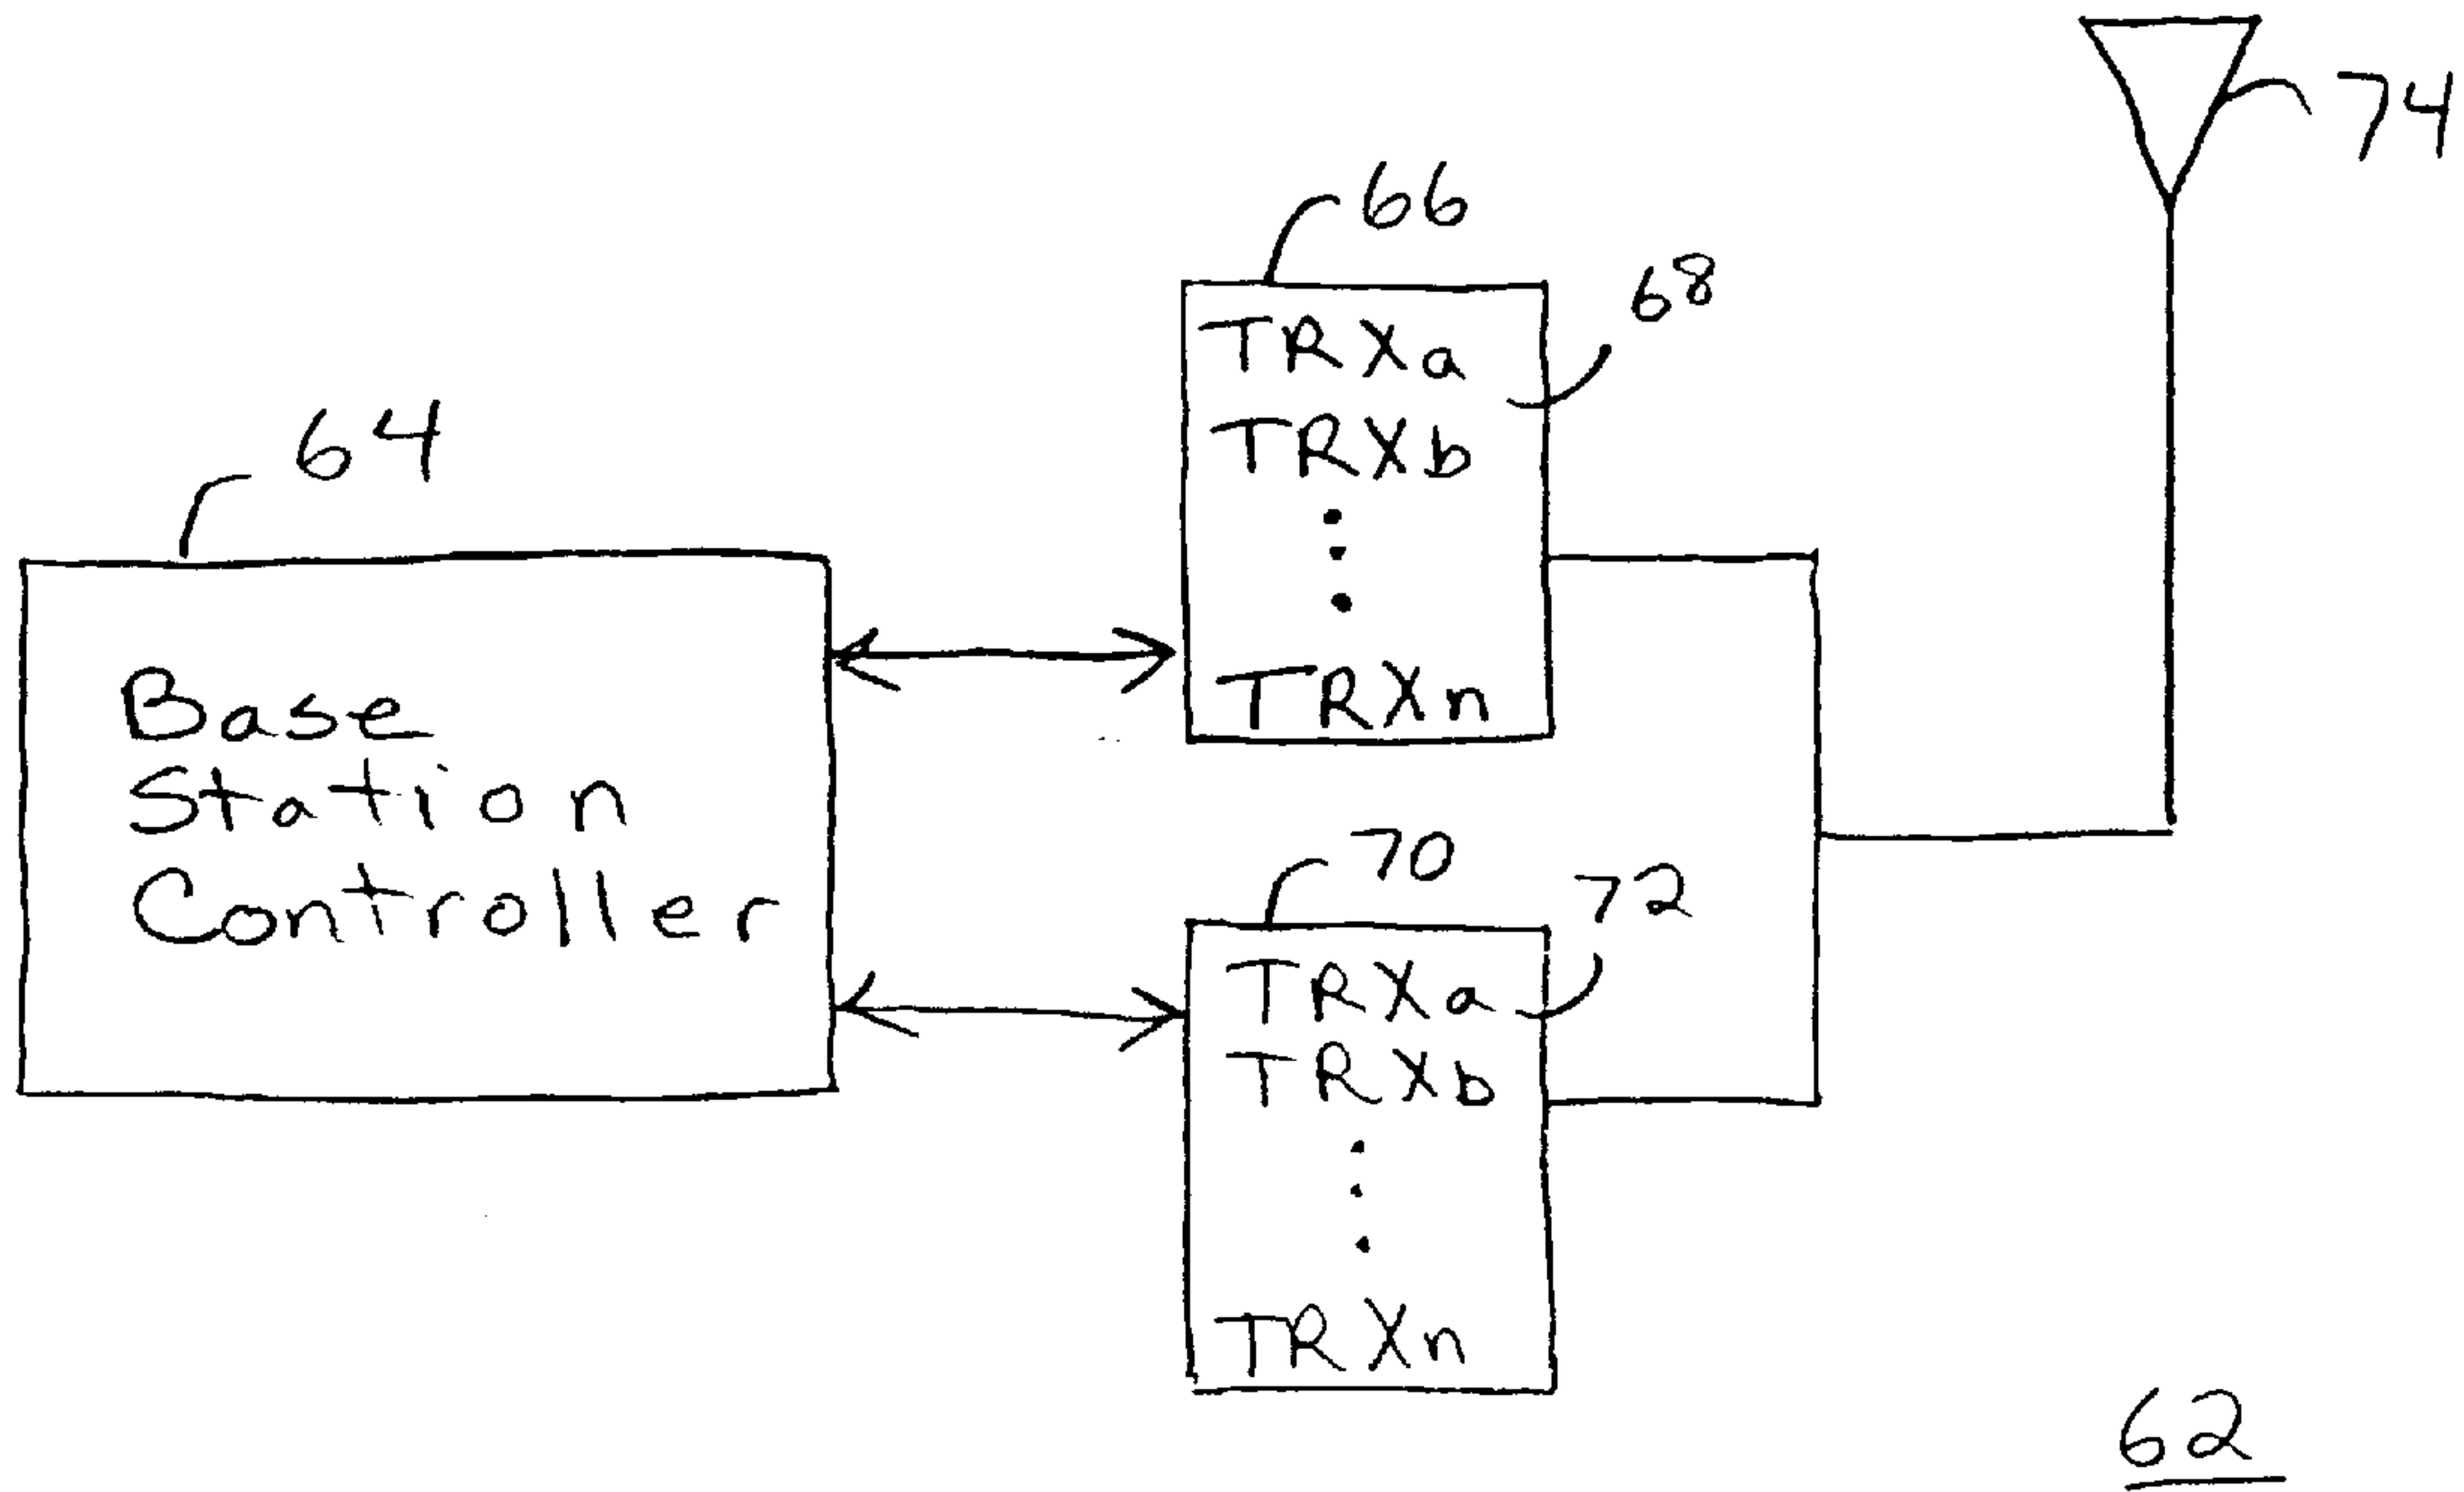 74
66
68
TRXa
TRXb
TRXn
64
Base
Station
Controller
70
72
TRXa
TRXb
TRXn
62